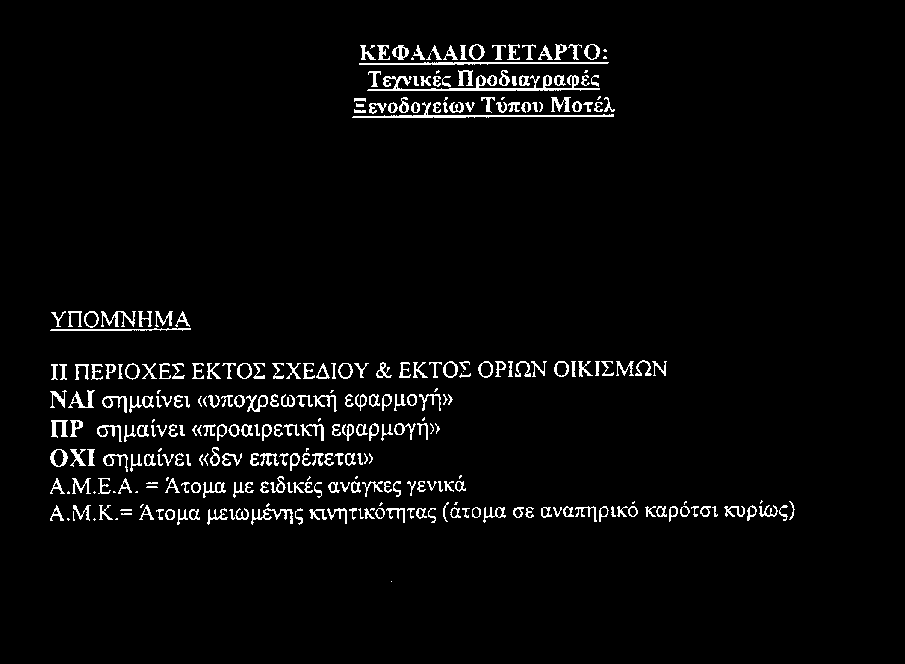 ΚΕΦΑΛΑΙΟ ΤΕΤΑΡΤΟ:
Τεχνικές Προδιαγραφές
Ξενοδοχείων Τύπου Μοτέλ
ΥΠΟΜΝΗΜΑ
ΙΙ ΠΕΡΙΟΧΕΣ ΕΚΤΟΣ ΣΧΕΔΙΟΥ & ΕΚΤΟΣ ΟΡΙΩΝ ΟΙΚΙΣΜΩΝ
ΝΑΙ σημαίνει «υποχρεωτική εφαρμογή»
ΠΡ σημαίνει «προαιρετική εφαρμογή»
ΟΧΙ σημαίνει «δεν επιτρέπεται»
Α.Μ.Ε.Α. = Άτομα με ειδικές ανάγκες γενικά
Α.Μ.Κ.= Άτομα μειωμένης κινητικότητας (άτομα σε αναπηρικό καρότσι κυρίως)